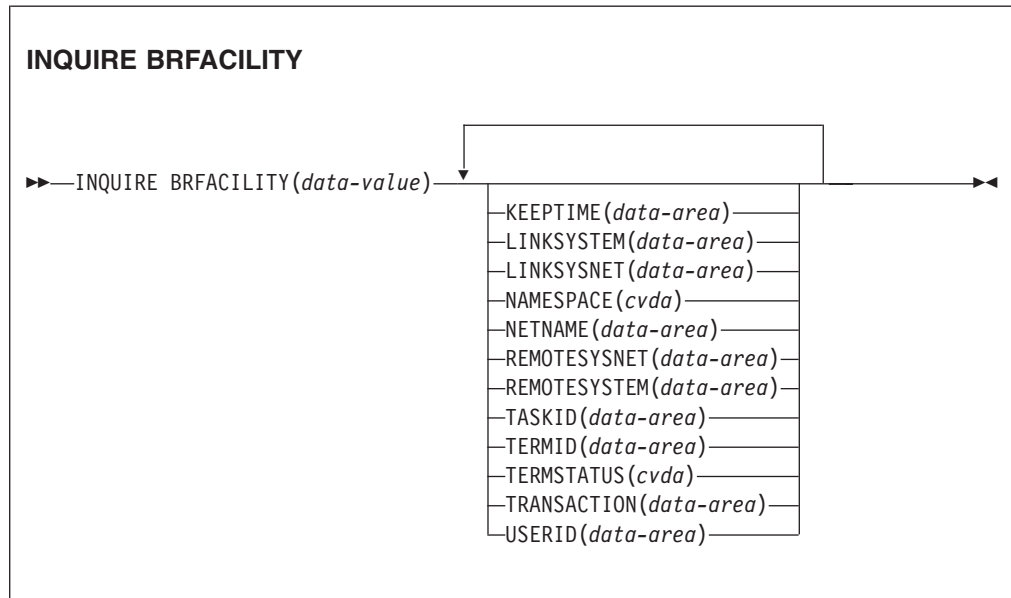 INQUIRE BRFACILITY
INQUIRE BRFACILITY(data-value)
KEEPTIME(data-area)
LINKSYSTEM(data-area)
LINKSYSNET(data-area)
NAMESPACE(cvda)
NETNAME(data-area)
REMOTESYSNET(data-area)
REMOTESYSTEM(data-area)
TASKID(data-area)
TERMID(data-area)
TERMSTATUS(cvda)
TRANSACTION(data-area)
USERID(data-area)